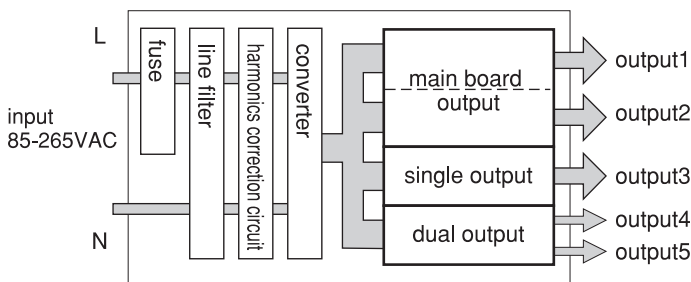 L
input
85-265VAC
N
fuse
line filter
harmonics correction circuit
converter
main board
output
single output
dual output
output1
output2
output3
output4
output5